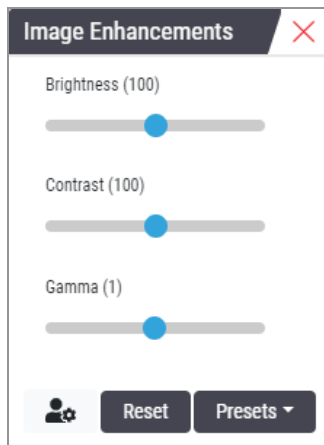 Image Enhancements
Brightness (100)
Contrast (100)
Gamma (1)
Reset Presets